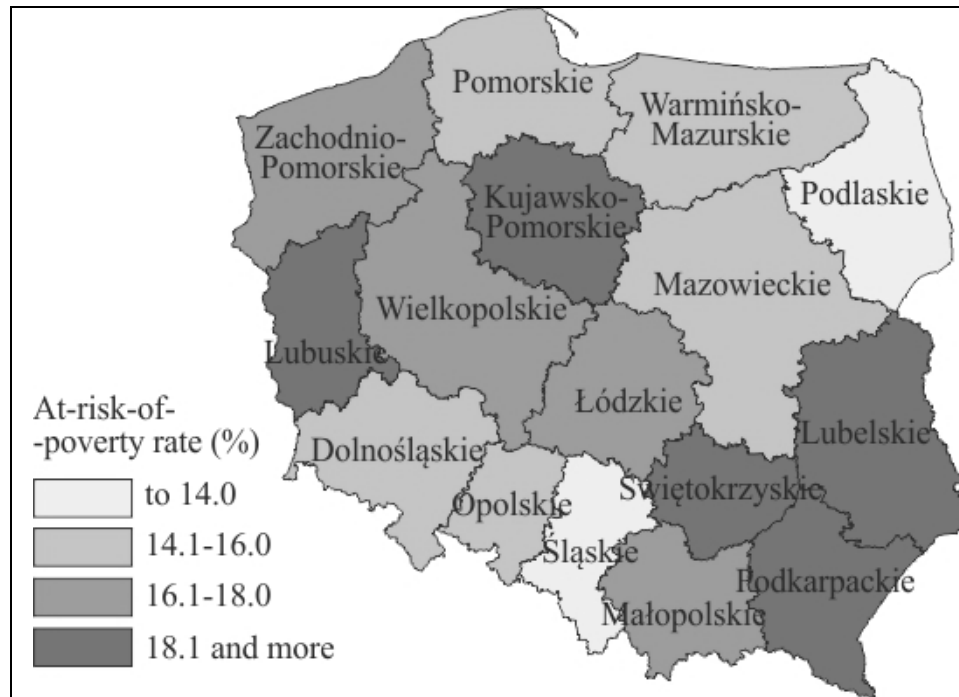 Pomorskie
Warmińsko-
Mazurskie
Zachodnio-
Pomorskie
Podlaskie
Kujawsko-
Pomorskie
Mazowieckie
Wielkopolskie
Lubuskie
Łódzkie
At-risk-of-
-poverty rate (%)
Lubelskie
Dolnośląskie
to 14.0
Opolskie
Świętokrzyskie
14.1-16.0
Śląskie
16.1-18.0
Podkarpackie
Małopolskie
18.1 and more